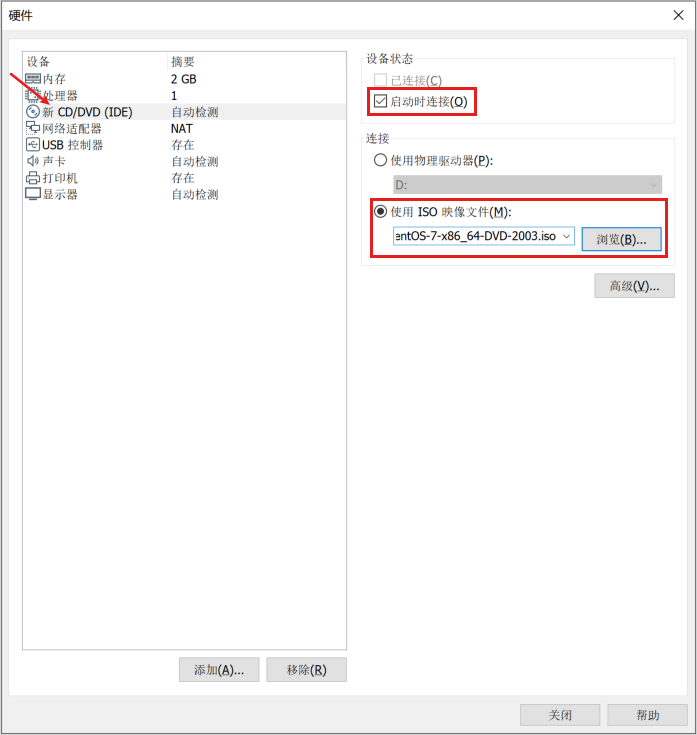 硬件
设备 摘要
内存 2 GB
处理器 1
新 CD/DVD (IDE) 自动检测
网络适配器 NAT
USB 控制器 存在
声卡 自动检测
打印机 存在
显示器 自动检测
添加(A)... 移除(R)
设备状态
已连接(C)
启动时连接(O)
连接
使用物理驱动器(P):
D:
使用 ISO 映像文件(M):
entOS-7-x86_64-DVD-2003.iso 浏览(B)...
高级(V)...
关闭 帮助